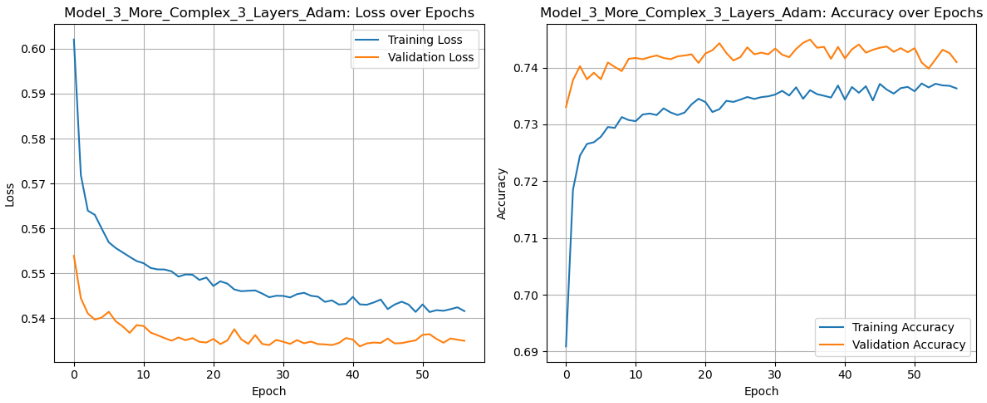 Model_3_More_Complex_3_Layers_Adam: Loss over Epochs
Training Loss
Validation Loss
0.60
0.59
0.58
0.57
0.56
0.55
0.54
Loss
0 10 20 30 40 50
Epoch
Model_3_More_Complex_3_Layers_Adam: Accuracy over Epochs
0.74
0.73
0.72
0.71
0.70
0.69
Accuracy
Training Accuracy
Validation Accuracy
0 10 20 30 40 50
Epoch